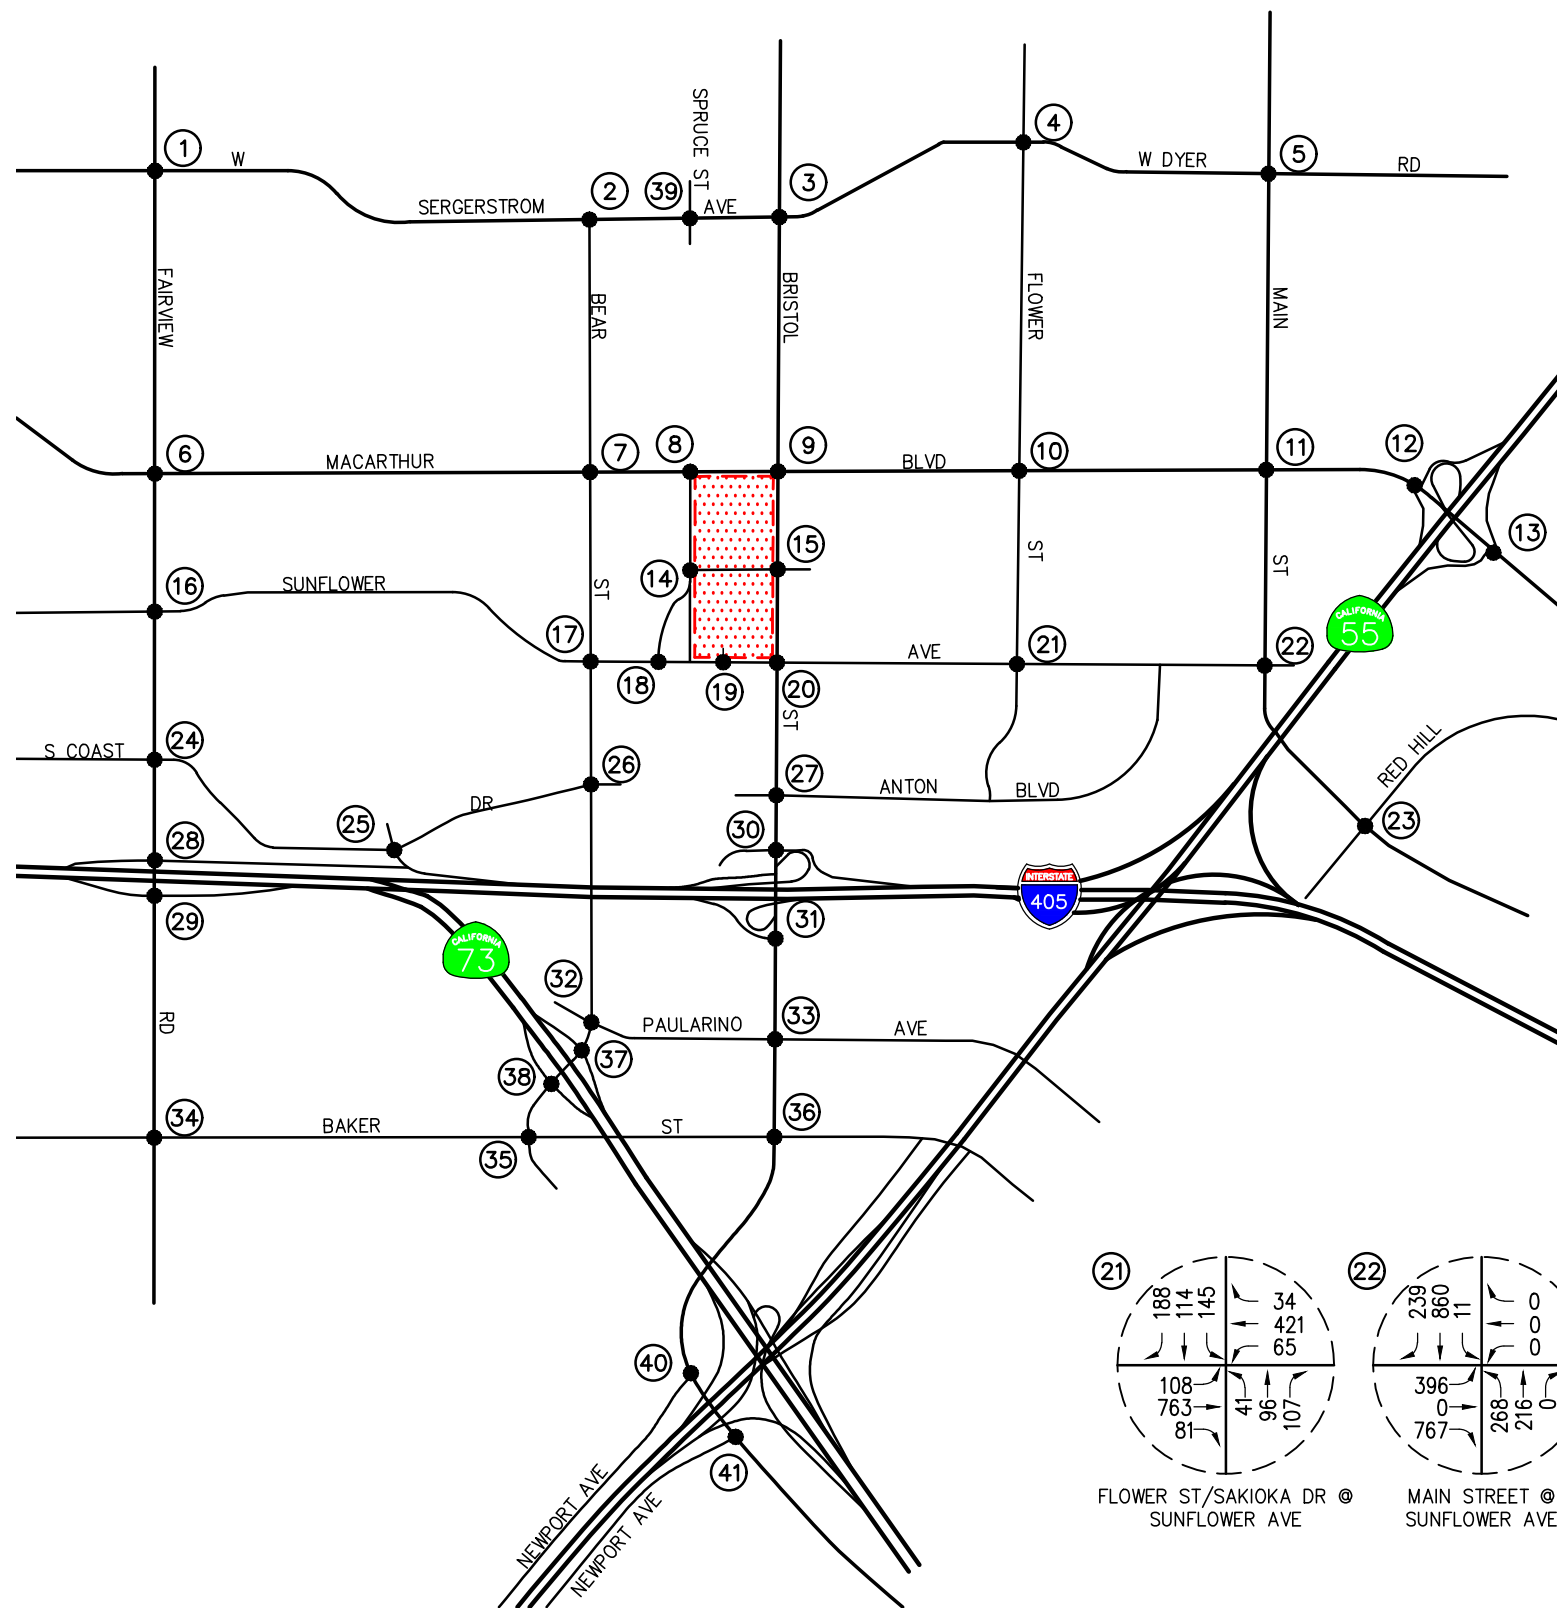 SPRUCE ST
1
W
2
39
AVE
3
4
W DYER
5
RD
SERGERSTROM
FAIRVIEW
BEAR
BRISTOL
FLOWER
MAIN
6
MACARTHUR
7
8
9
BLVD
10
11
12
13
14
15
16
SUNFLOWER
ST
ST
ST
CALIFORNIA
55
17
18
19
20
AVE
21
22
ST
S COAST
24
DR
25
26
27
ANTON
BLVD
RED HILL
23
28
29
30
31
INTERSTATE
405
CALIFORNIA
73
RD
32
PAULARINO
33
AVE
37
38
34
BAKER
35
ST
36
40
41
NEWPORT AVE
NEWPORT AVE
21
188
114
145
34
421
65
108
763
81
41
96
107
FLOWER ST/SAKIOKA DR @
SUNFLOWER AVE
22
239
860
11
0
0
0
396
0
767
268
216
0
MAIN STREET @
SUNFLOWER AVE